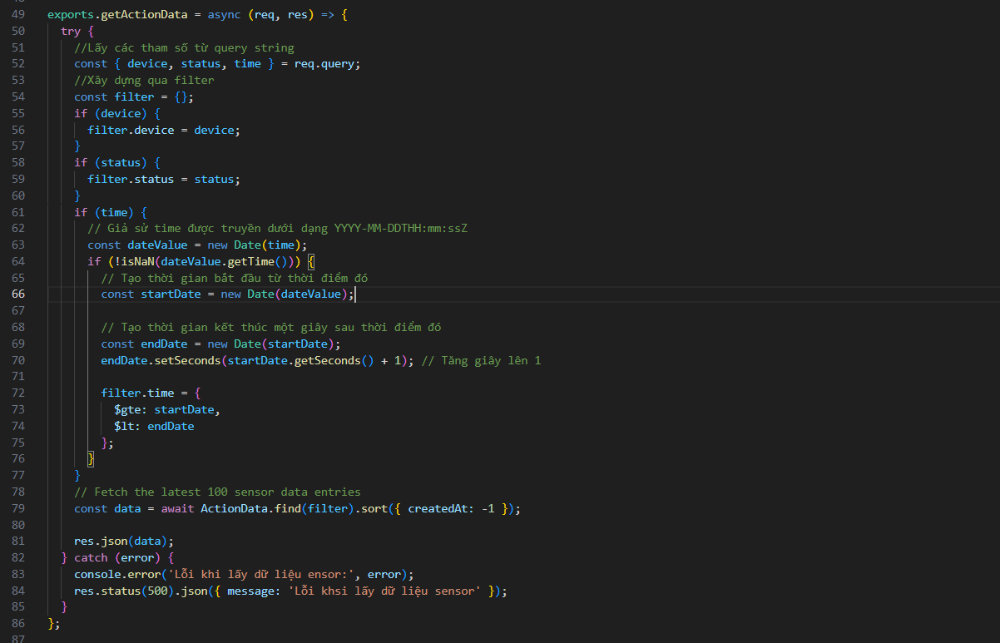 49 exports.getActionData = async (req, res) => {
50 try {
51 //Lấy các tham số từ query string
52 const { device, status, time } = req.query;
53 //Xây dựng qua filter
54 const filter = {};
55 if (device) {
56 filter.device = device;
57 }
58 if (status) {
59 filter.status = status;
60 }
61 if (time) {
62 // Giả sử time được truyền dưới dạng YYYY-MM-DDTHH:mm:ssZ
63 const dateValue = new Date(time);
64 if (!isNaN(dateValue.getTime())) {
65 // Tạo thời gian bắt đầu từ thời điểm đó
66 const startDate = new Date(dateValue);
67
68 // Tạo thời gian kết thúc một giây sau thời điểm đó
69 const endDate = new Date(startDate);
70 endDate.setSeconds(startDate.getSeconds() + 1); // Tăng giây lên 1
71
72 filter.time = {
73 $gte: startDate,
74 $lt: endDate
75 };
76 }
77 }
78 // Fetch the latest 100 sensor data entries
79 const data = await ActionData.find(filter).sort({ createdAt: -1 });
80
81 res.json(data);
82 } catch (error) {
83 console.error('Lỗi khi lấy dữ liệu ensor:', error);
84 res.status(500).json({ message: 'Lỗi khsi lấy dữ liệu sensor' });
85 }
86 };
87